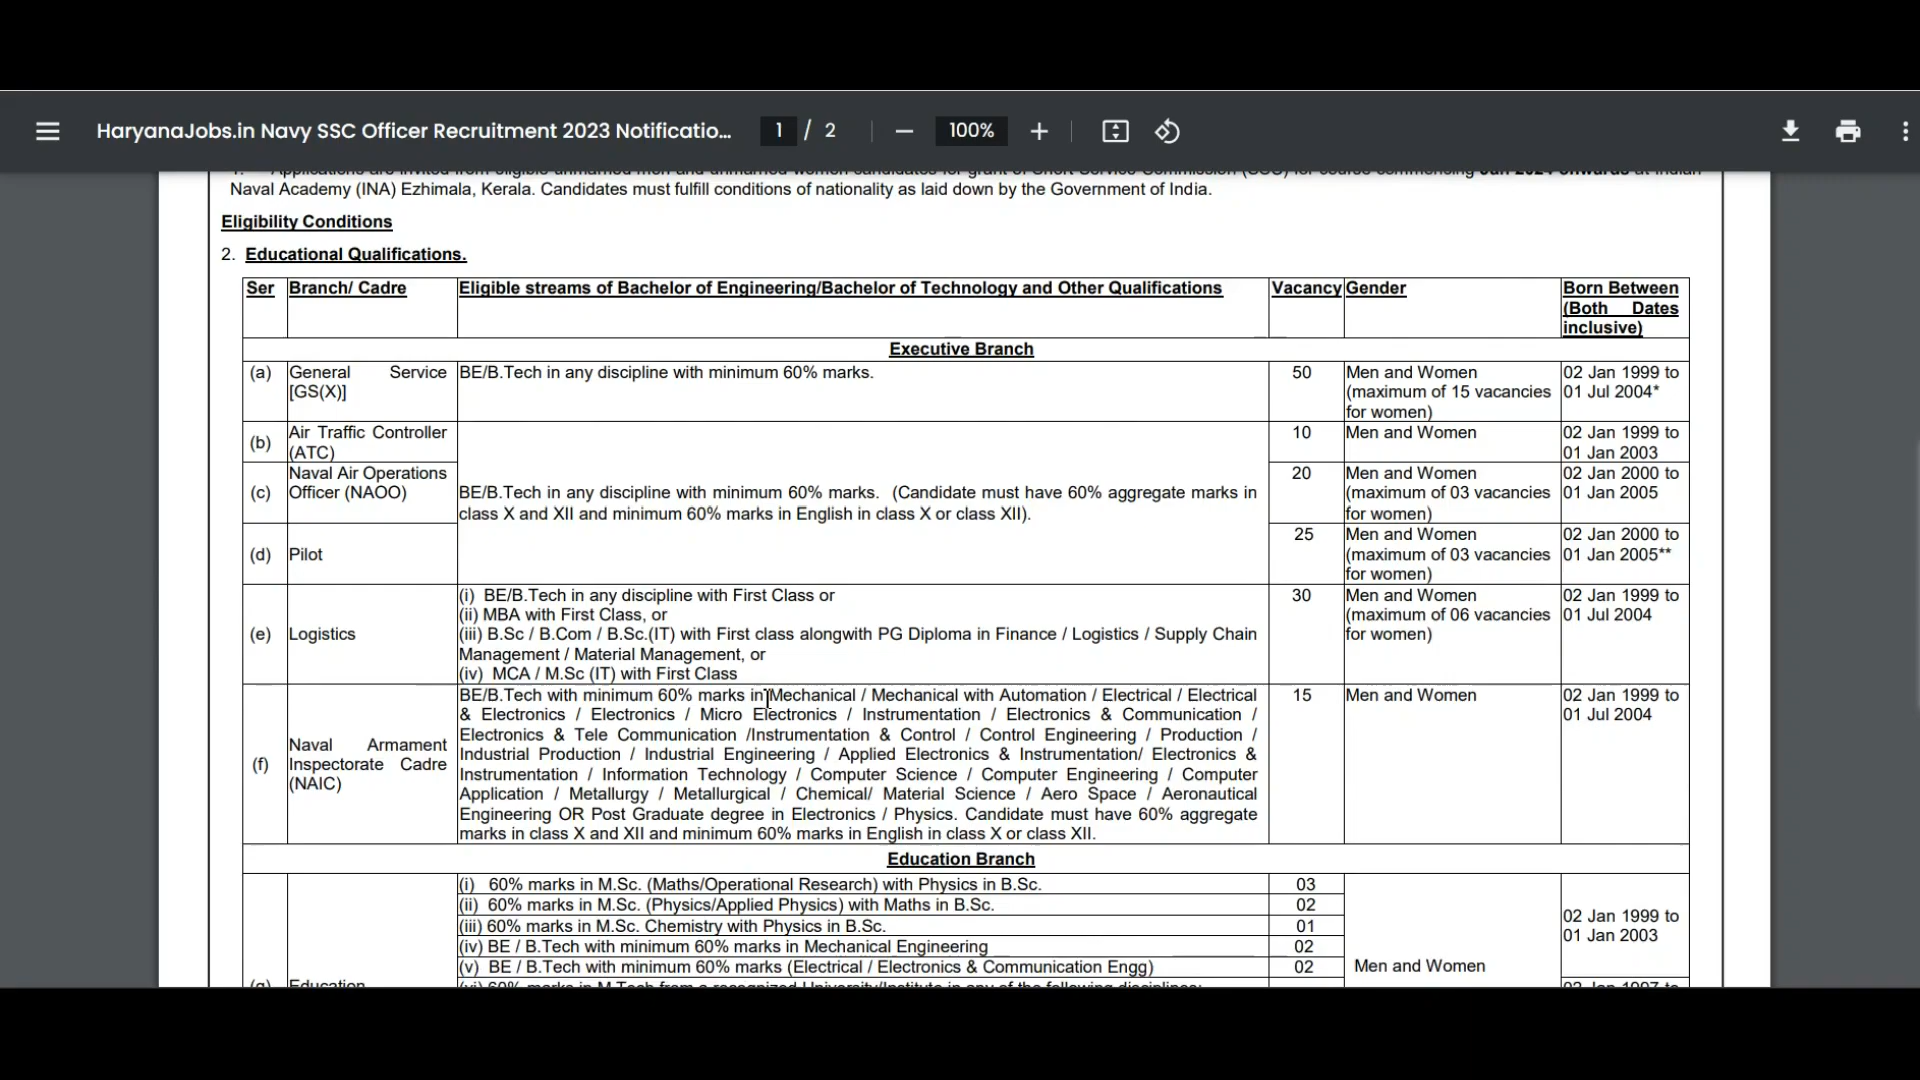 HaryanaJobs.in Navy SSC Officer Recruitment 2023 Notificatio... 1 / 2 100%
Naval Academy (INA) Ezhimala, Kerala. Candidates must fulfill conditions of nationality as laid down by the Government of India.
Eligibility Conditions
2. Educational Qualifications.
Ser Branch/ Cadre Eligible streams of Bachelor of Engineering/Bachelor of Technology and Other Qualifications Vacancy Gender Born Between
(Both Dates
inclusive)
Executive Branch
(a) General Service BE/B.Tech in any discipline with minimum 60% marks. 50 Men and Women 02 Jan 1999 to
[GS(X)] (maximum of 15 vacancies 01 Jul 2004*
for women)
(b) Air Traffic Controller 10 Men and Women 02 Jan 1999 to
(ATC) 01 Jan 2003
Naval Air Operations 20 Men and Women 02 Jan 2000 to
(c) Officer (NAOO) BE/B.Tech in any discipline with minimum 60% marks. (Candidate must have 60% aggregate marks in (maximum of 03 vacancies 01 Jan 2005
class X and XII and minimum 60% marks in English in class X or class XII). for women)
25 Men and Women 02 Jan 2000 to
(d) Pilot (maximum of 03 vacancies 01 Jan 2005**
for women)
(i) BE/B.Tech in any discipline with First Class or 30 Men and Women 02 Jan 1999 to
(ii) MBA with First Class, or (maximum of 06 vacancies 01 Jul 2004
(e) Logistics (iii) B.Sc / B.Com / B.Sc.(IT) with First class alongwith PG Diploma in Finance / Logistics / Supply Chain for women)
Management / Material Management, or
(iv) MCA / M.Sc (IT) with First Class
BE/B.Tech with minimum 60% marks in Mechanical / Mechanical with Automation / Electrical / Electrical 15 Men and Women 02 Jan 1999 to
& Electronics / Electronics / Micro Electronics / Instrumentation / Electronics & Communication / 01 Jul 2004
Electronics & Tele Communication /Instrumentation & Control / Control Engineering / Production /
Naval Armament Industrial Production / Industrial Engineering / Applied Electronics & Instrumentation/ Electronics &
(f) Inspectorate Cadre Instrumentation / Information Technology / Computer Science / Computer Engineering / Computer
(NAIC) Application / Metallurgy / Metallurgical / Chemical/ Material Science / Aero Space / Aeronautical
Engineering OR Post Graduate degree in Electronics / Physics. Candidate must have 60% aggregate
marks in class X and XII and minimum 60% marks in English in class X or class XII.
Education Branch
(i) 60% marks in M.Sc. (Maths/Operational Research) with Physics in B.Sc. 03
(ii) 60% marks in M.Sc. (Physics/Applied Physics) with Maths in B.Sc. 02 02 Jan 1999 to
(iii) 60% marks in M.Sc. Chemistry with Physics in B.Sc. 01 01 Jan 2003
(iv) BE / B.Tech with minimum 60% marks in Mechanical Engineering 02
(v) BE / B.Tech with minimum 60% marks (Electrical / Electronics & Communication Engg) 02 Men and Women